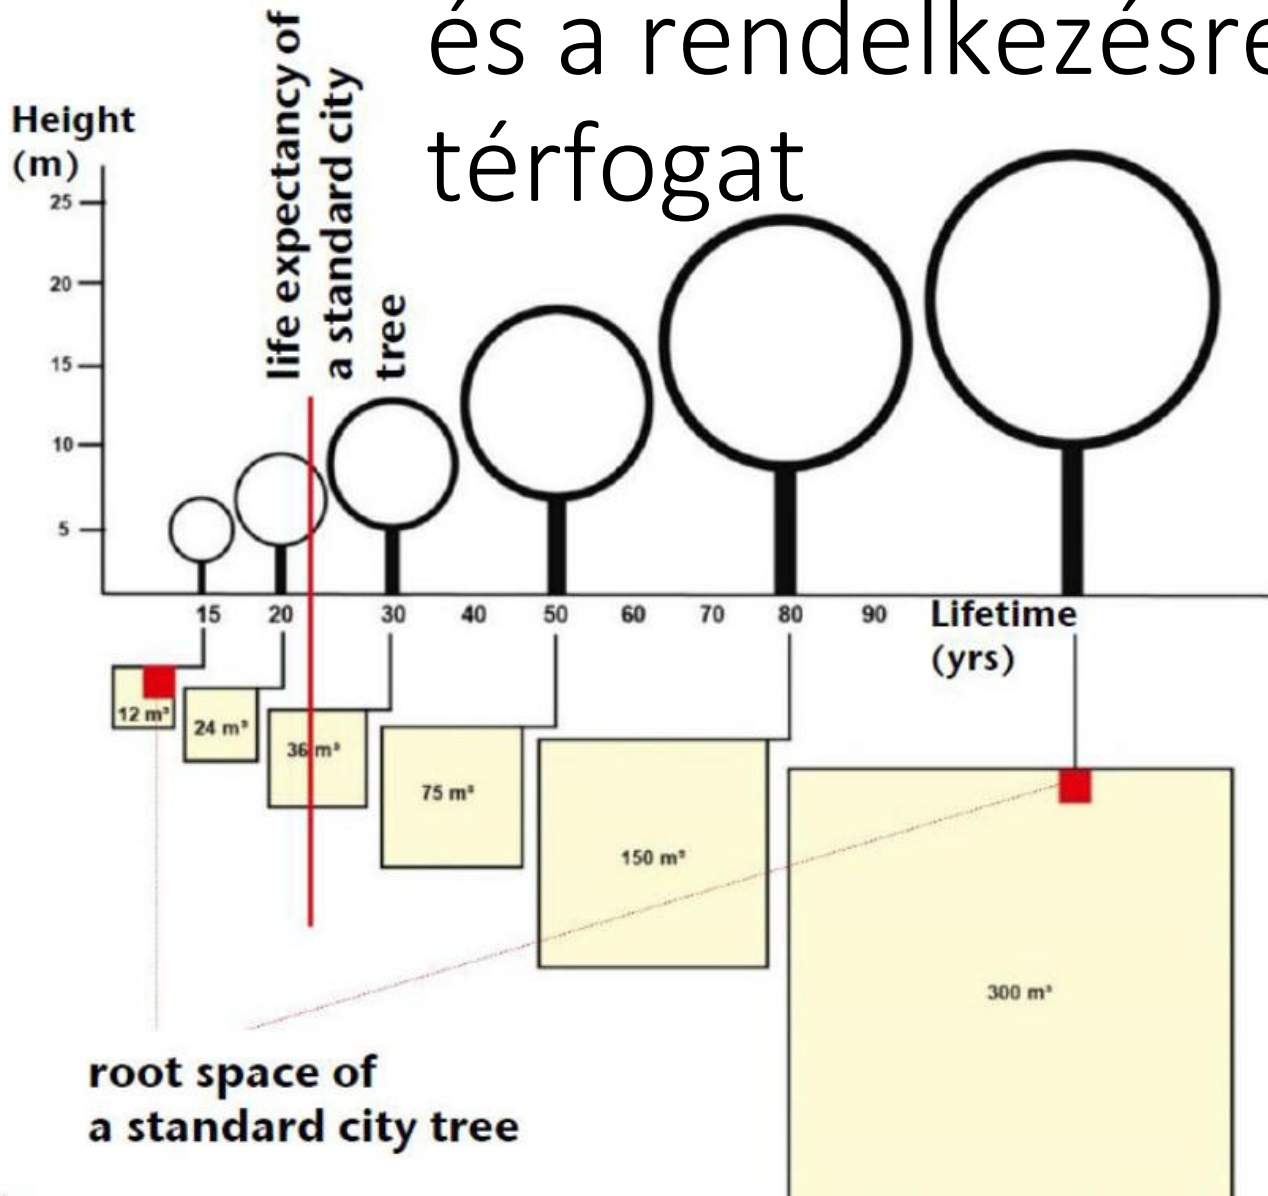 és a rendelkezésre
térfogat
life expectancy of
a standard city
tree
Height
(m)
25
20
15
10
5
15 20 30 40 50 60 70 80 90 Lifetime
(yrs)
12 m³
24 m³
36 m³
75 m³
150 m³
300 m³
root space of
a standard city tree